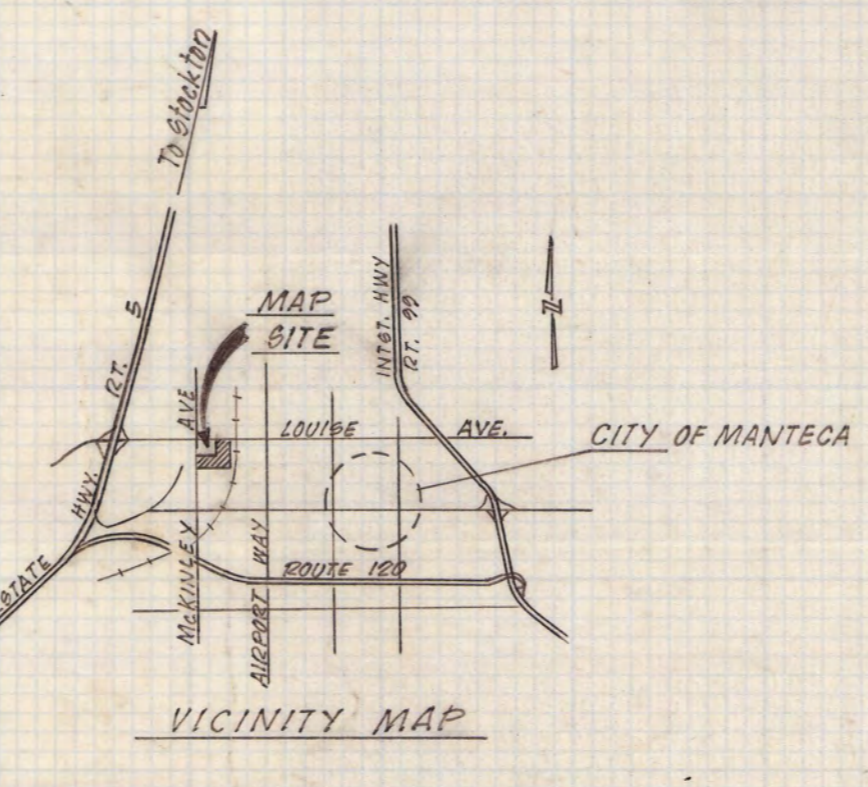 To Stockton
MAP
SITE
RT. 5
HWY.
STATE
AVE
McKINLEY
AIRPORT WAY
LOUISE AVE.
INTST. HWY
RT. 99
N
CITY OF MANTECA
ROUTE 120
VICINITY MAP